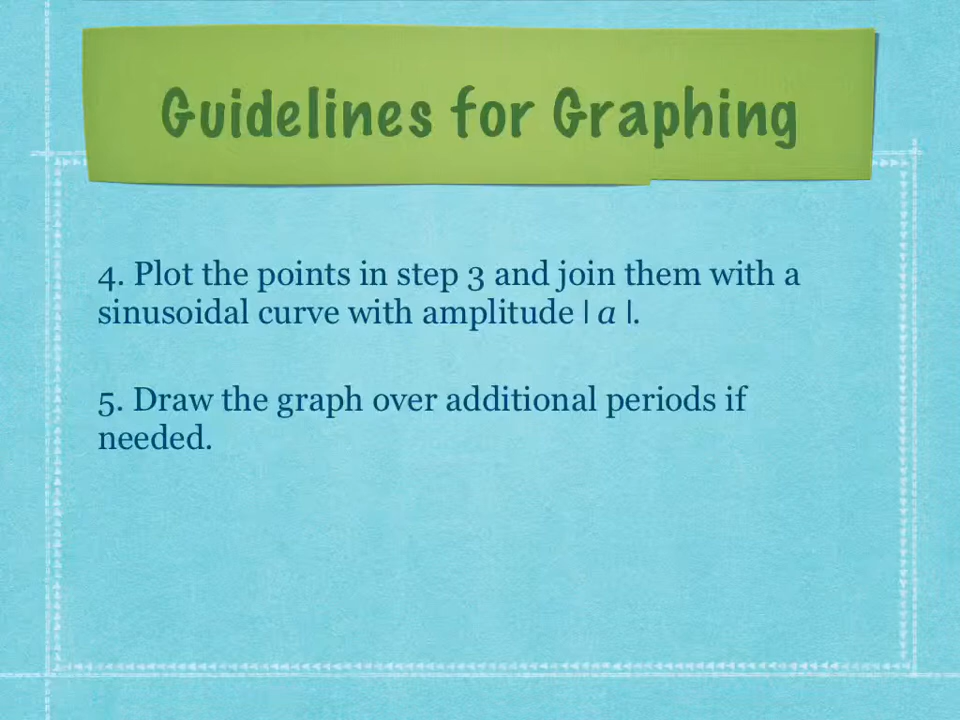 Guidelines for Graphing
4. Plot the points in step 3 and join them with a
sinusoidal curve with amplitude | a |.
5. Draw the graph over additional periods if
needed.